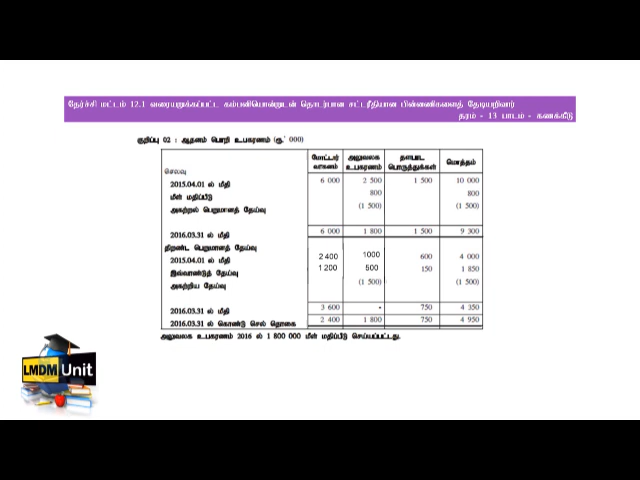 தேர்ச்சி மட்டம் 12.1 வரையறுக்கப்பட்ட கம்பனியொன்றுடன் தொடர்பான சட்டரீதியான பின்னணிகளைத் தேடியறிவார்
தரம் - 13 பாடம் - கணக்கீடு
குறிப்பு 02 : ஆதனம் பொறி உபகரணம் (ரூ.' 000)
மோட்டார் வாகனம் அலுவலக உபகரணம் தளபாட பொருத்துக்கள் மொத்தம்
செலவு
2015.04.01 ல் மீதி 6 000 2 500 1 500 10 000
மீள் மதிப்பீடு 800 800
அகற்றல் பெறுமானத் தேய்வு (1 500) (1 500)
2016.03.31 ல் மீதி 6 000 1 800 1 500 9 300
திரண்ட பெறுமானத் தேய்வு
2015.04.01 ல் மீதி 2 400 1000 600 4 000
இவ்வாண்டுத் தேய்வு 1 200 500 150 1 850
அகற்றிய தேய்வு (1 500) (1 500)
2016.03.31 ல் மீதி 3 600 - 750 4 350
2016.03.31 ல் கொண்டு செல் தொகை 2 400 1 800 750 4 950
அலுவலக உபகரணம் 2016 ல் 1 800 000 மீள் மதிப்பீடு செய்யப்பட்டது.
LMDM Unit